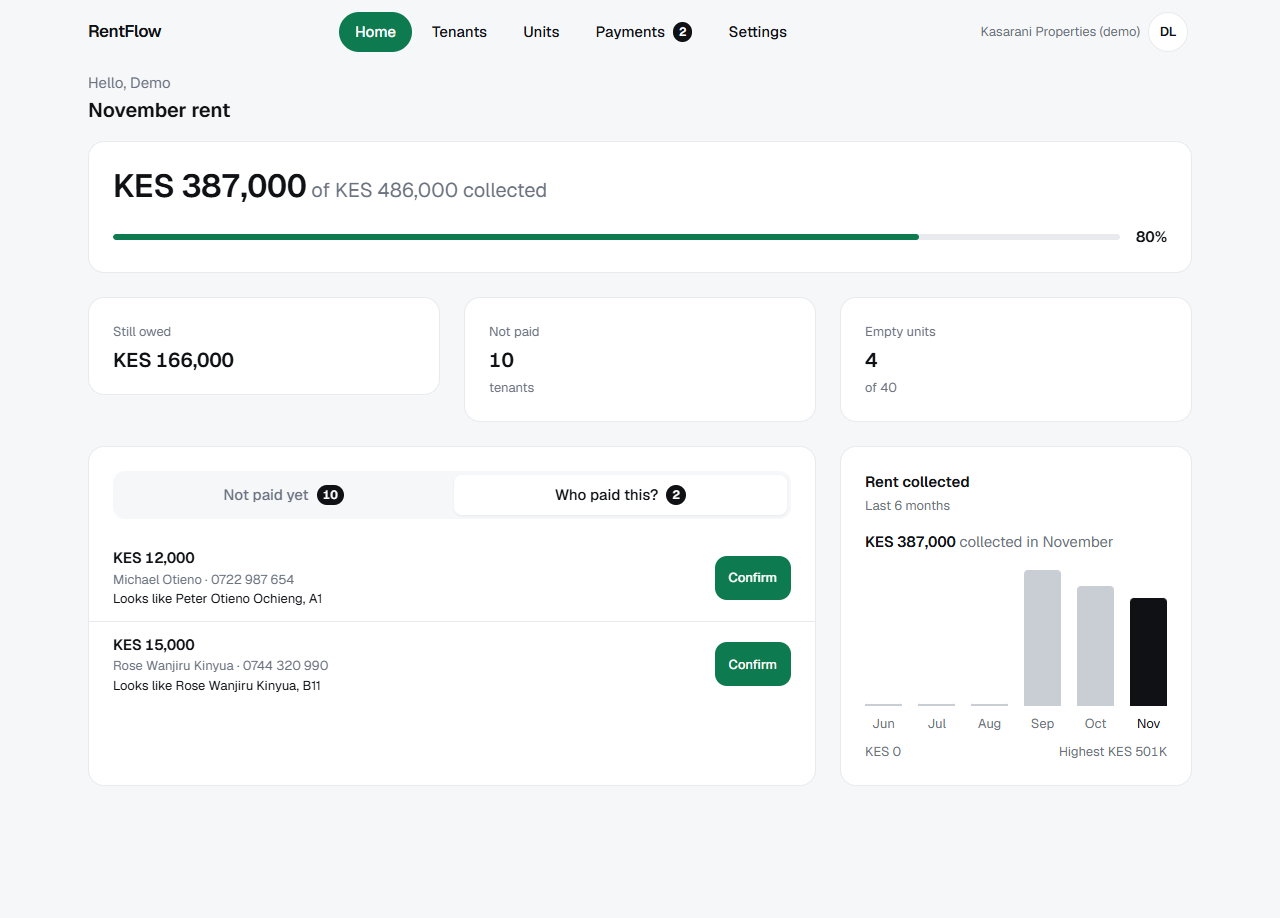 RentFlow
Home
Tenants
Units
Payments 2
Settings
Kasarani Properties (demo)
DL
Hello, Demo
November rent
KES 387,000 of KES 486,000 collected
80%
Still owed
KES 166,000
Not paid
10
tenants
Empty units
4
of 40
Not paid yet 10
Who paid this? 2
KES 12,000
Michael Otieno · 0722 987 654
Looks like Peter Otieno Ochieng, A1
Confirm
KES 15,000
Rose Wanjiru Kinyua · 0744 320 990
Looks like Rose Wanjiru Kinyua, B11
Confirm
Rent collected
Last 6 months
KES 387,000 collected in November
Jun Jul Aug Sep Oct Nov
KES 0
Highest KES 501K